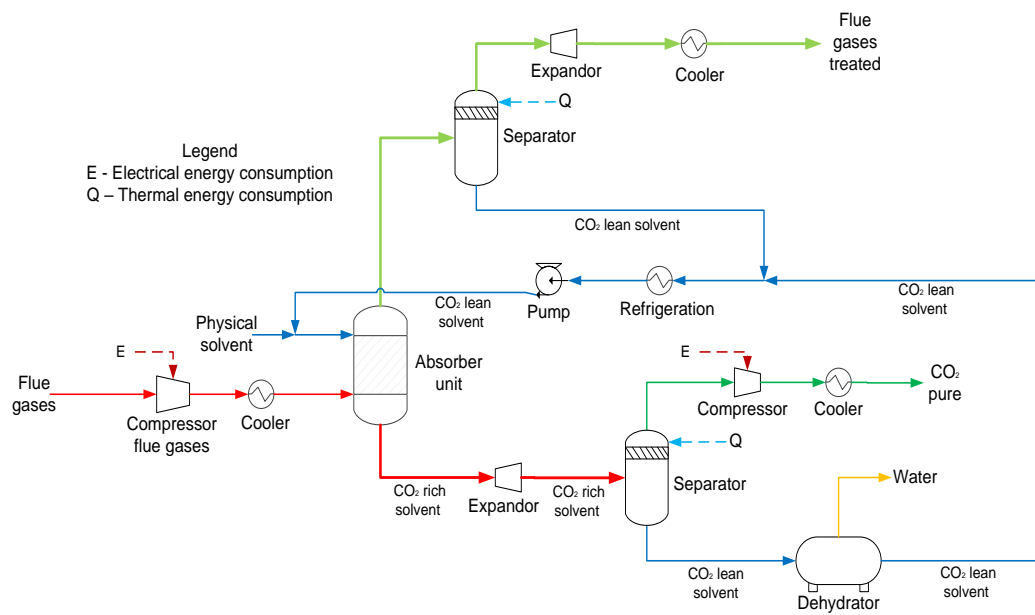 Flue
gases
treated
Expandor
Cooler
Q
Separator
Legend
E - Electrical energy consumption
Q – Thermal energy consumption
CO₂ lean solvent
CO₂ lean
solvent
Pump
Refrigeration
CO₂ lean
solvent
Physical
solvent
Absorber
unit
E
Flue
gases
Compressor
flue gases
Cooler
E
Compressor
Cooler
CO₂
pure
Q
Separator
CO₂ rich
solvent
Expandor
CO₂ rich
solvent
Water
CO₂ lean
solvent
Dehydrator
CO₂ lean
solvent